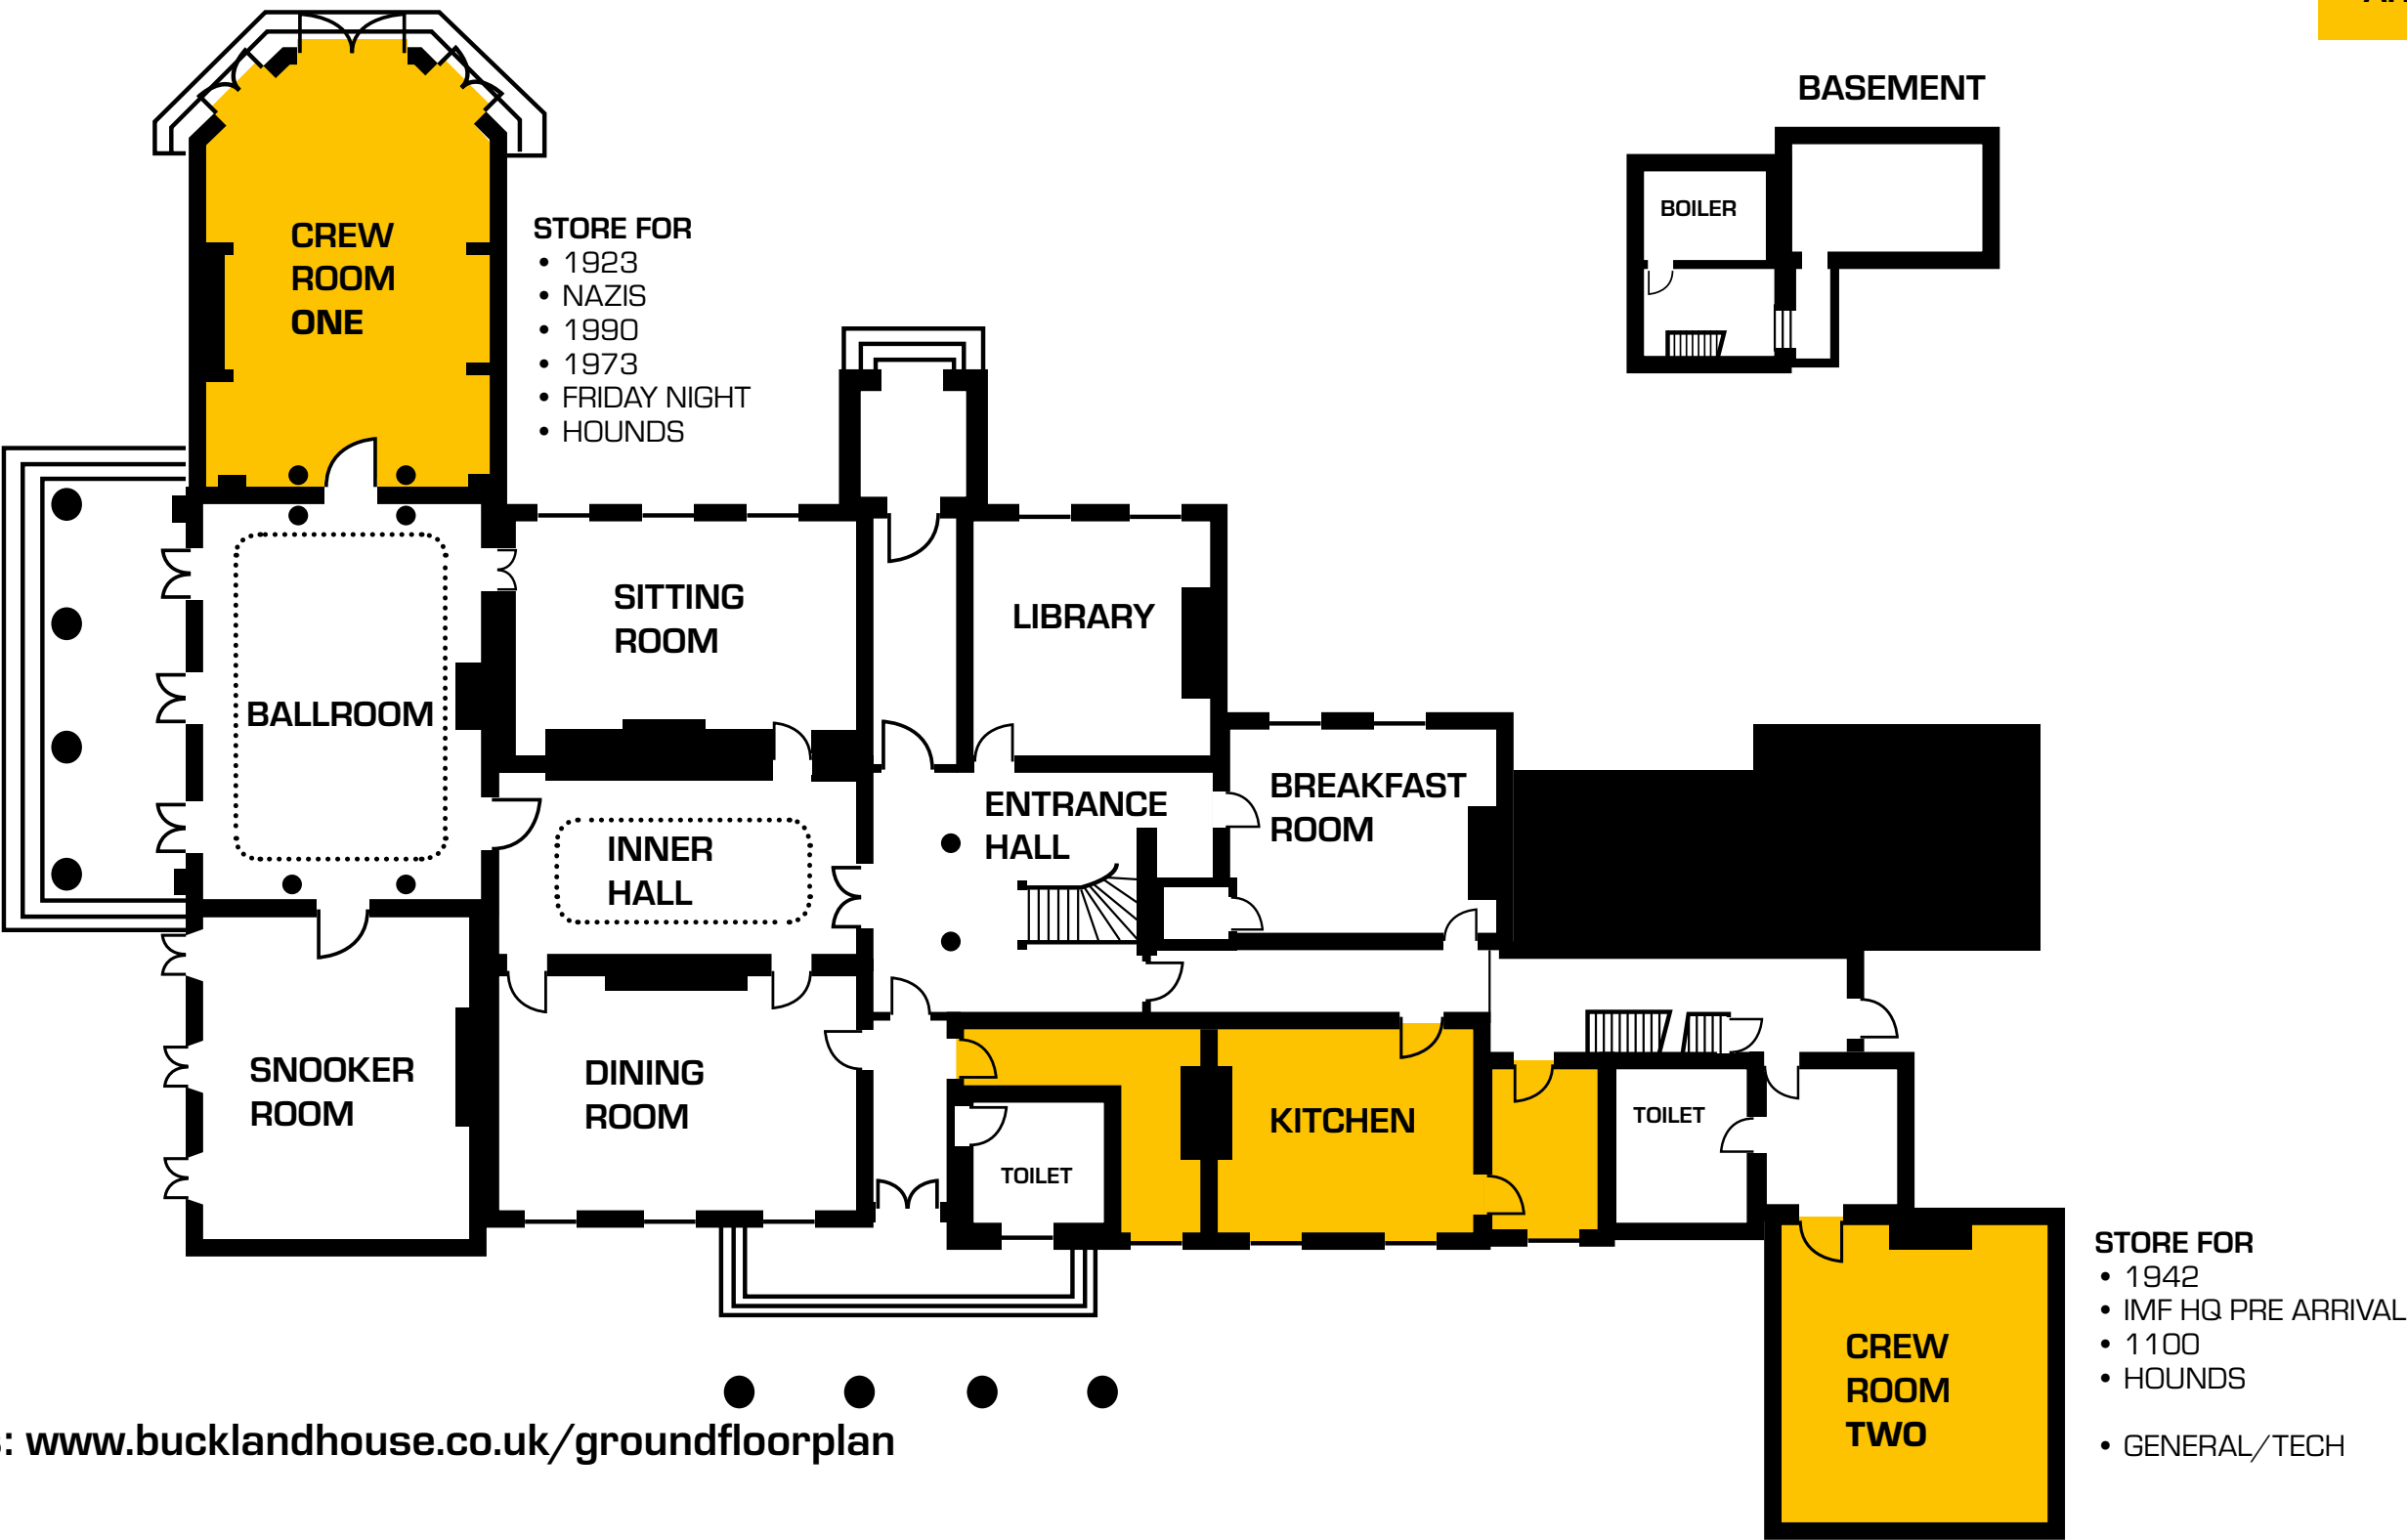 BASEMENT
BOILER
CREW
ROOM
ONE
STORE FOR
• 1923
• NAZIS
• 1990
• 1973
• FRIDAY NIGHT
• HOUNDS
SITTING
ROOM
LIBRARY
BALLROOM
BREAKFAST
ROOM
ENTRANCE
HALL
INNER
HALL
SNOOKER
ROOM
DINING
ROOM
KITCHEN
TOILET
TOILET
STORE FOR
• 1942
• IMF HQ PRE ARRIVAL
• 1100
• HOUNDS
• GENERAL/TECH
CREW
ROOM
TWO
: www.bucklandhouse.co.uk/groundfloorplan